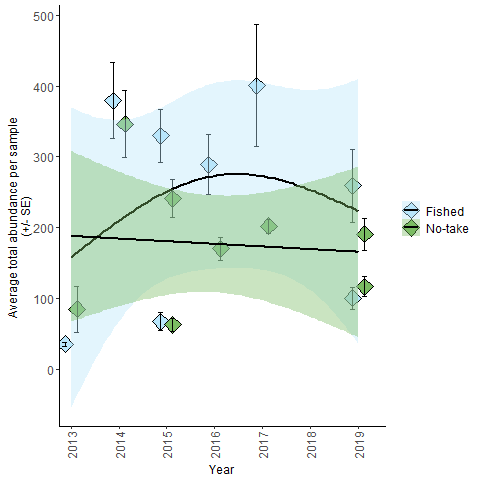 500
400
300
200
100
0
Average total abundance per sample
(+/- SE)
2013
2014
2015
2016
2017
2018
2019
Year
Fished
No-take